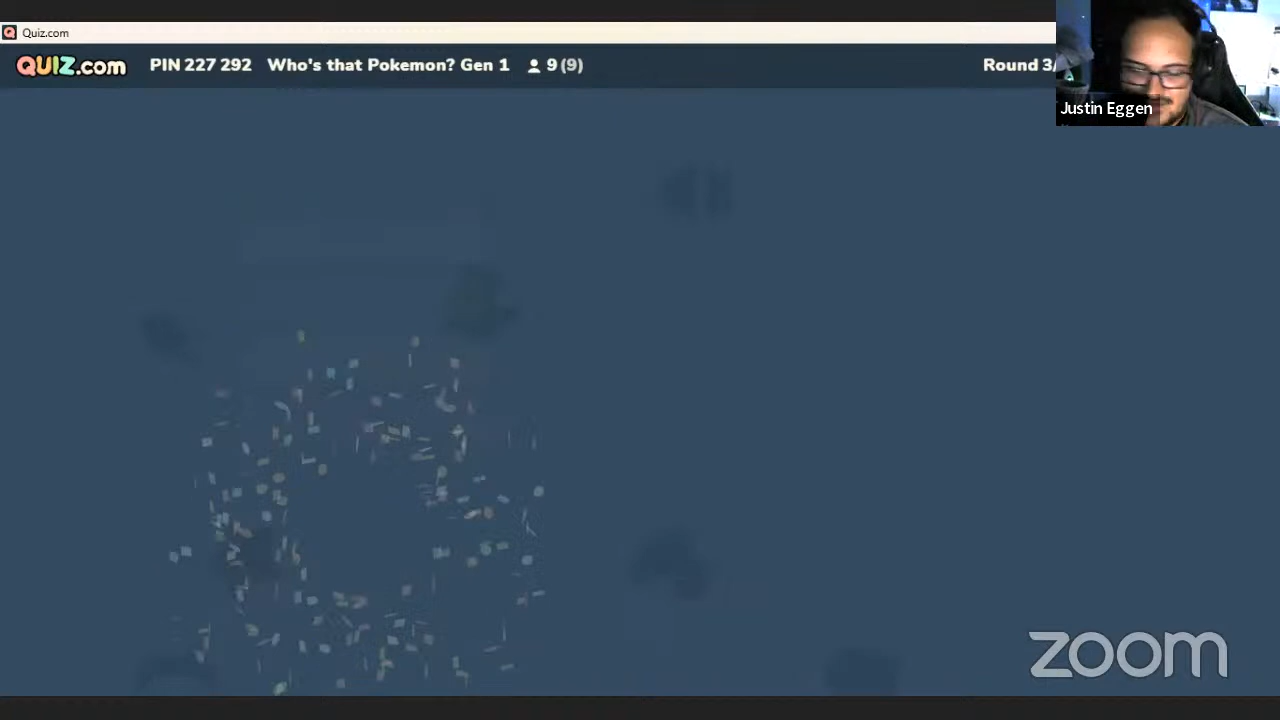 Quiz.com
QUIZ.com PIN 227 292 Who's that Pokemon? Gen 1 9 (9) Round 3/
Justin Eggen
zoom